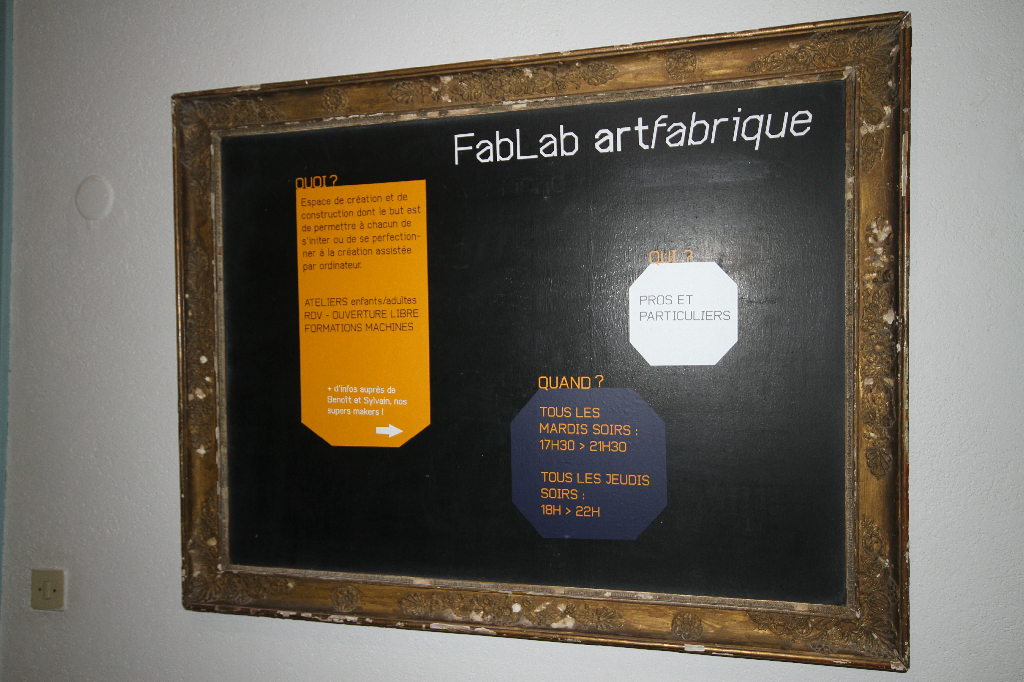 FabLab artfabrique
QUOI ?
Espace de création et de
construction dont le but est
de permettre à chacun de
s'initer ou de se perfection-
ner à la création assistée
par ordinateur.
ATELIERS enfants/adultes
RDV - OUVERTURE LIBRE
FORMATIONS MACHINES
+ d'infos auprés de
Benoît et Sylvain, nos
supers makers !
QUI ?
PROS ET
PARTICULIERS
QUAND ?
TOUS LES
MARDIS SOIRS :
17H30 > 21H30
TOUS LES JEUDIS
SOIRS :
18H > 22H